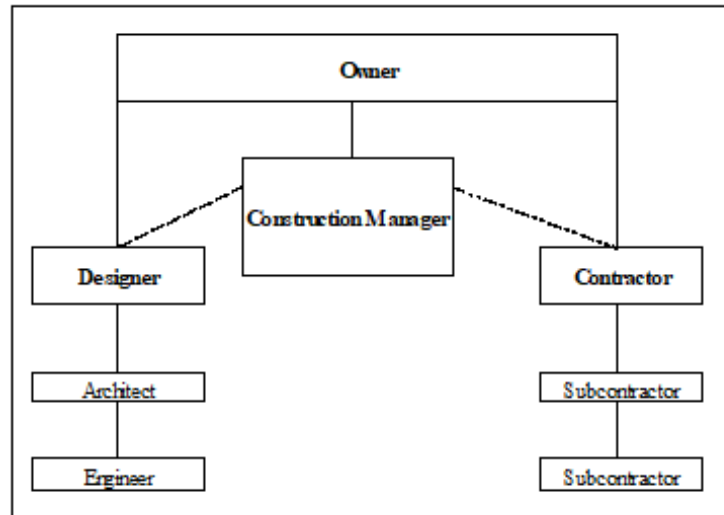 Owner
Construction Manager
Designer
Contractor
Architect
Subcontractor
Engineer
Subcontractor